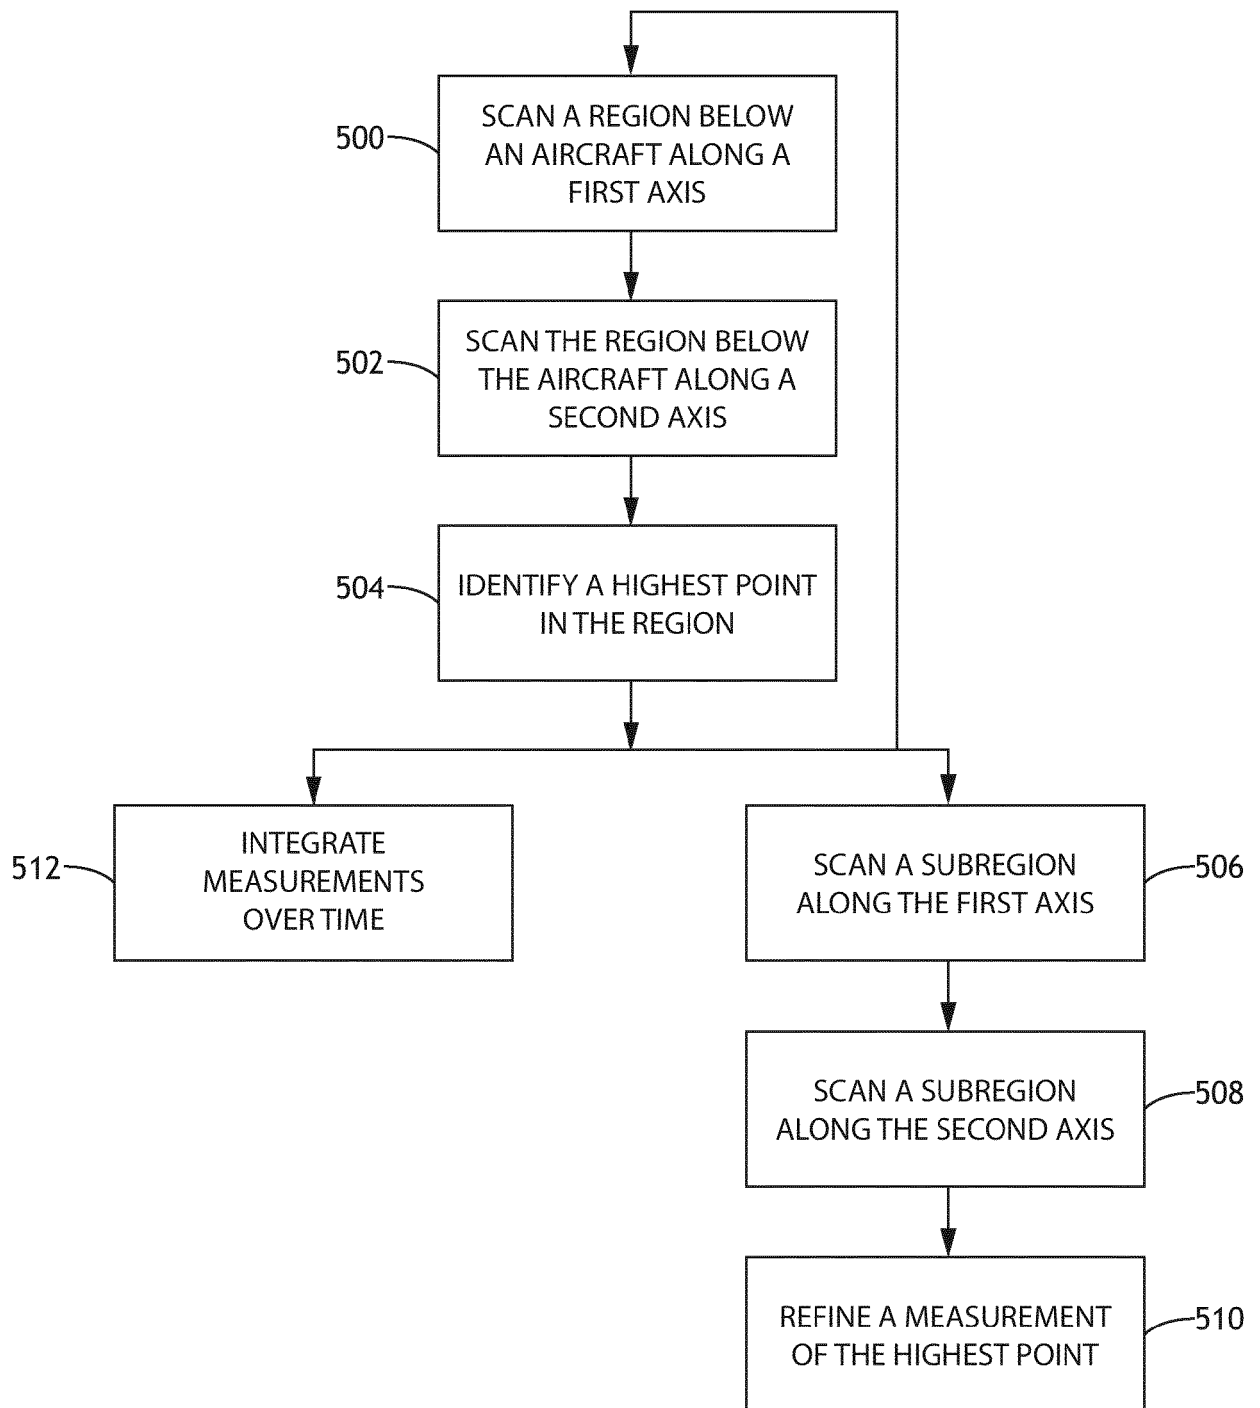 500
SCAN A REGION BELOW
AN AIRCRAFT ALONG A
FIRST AXIS
502
SCAN THE REGION BELOW
THE AIRCRAFT ALONG A
SECOND AXIS
504
IDENTIFY A HIGHEST POINT
IN THE REGION
512
INTEGRATE
MEASUREMENTS
OVER TIME
SCAN A SUBREGION
ALONG THE FIRST AXIS
506
SCAN A SUBREGION
ALONG THE SECOND AXIS
508
REFINE A MEASUREMENT
OF THE HIGHEST POINT
510